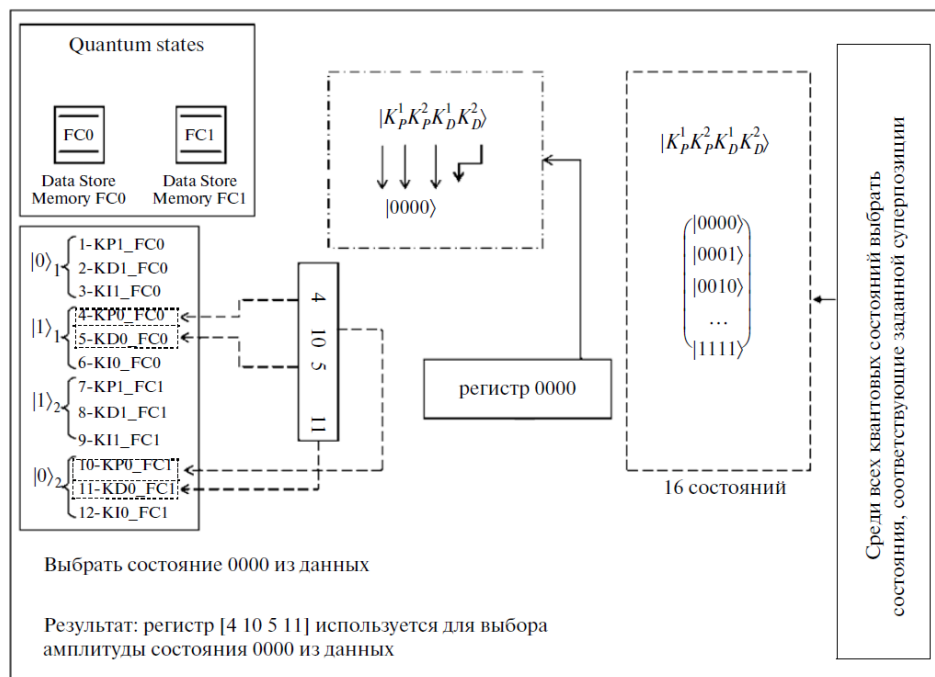 Quantum states
FC0
FC1
Data Store
Memory FC0
Data Store
Memory FC1
|0⟩₁
1-KP1_FC0
2-KD1_FC0
3-KI1_FC0
|1⟩₁
4-KP0_FC0
5-KD0_FC0
6-KI0_FC0
|1⟩₂
7-KP1_FC1
8-KD1_FC1
9-KI1_FC1
|0⟩₂
10-KP0_FC1
11-KD0_FC1
12-KI0_FC1
4
10
5
11
|K_P^1 K_P^2 K_D^1 K_D^2⟩
|0000⟩
регистр 0000
|K_P^1 K_P^2 K_D^1 K_D^2⟩
|0000⟩
|0001⟩
|0010⟩
...
|1111⟩
16 состояний
Среди всех квантовых состояний выбрать
состояния, соответствующие заданной суперпозиции
Выбрать состояние 0000 из данных
Результат: регистр [4 10 5 11] используется для выбора
амплитуды состояния 0000 из данных